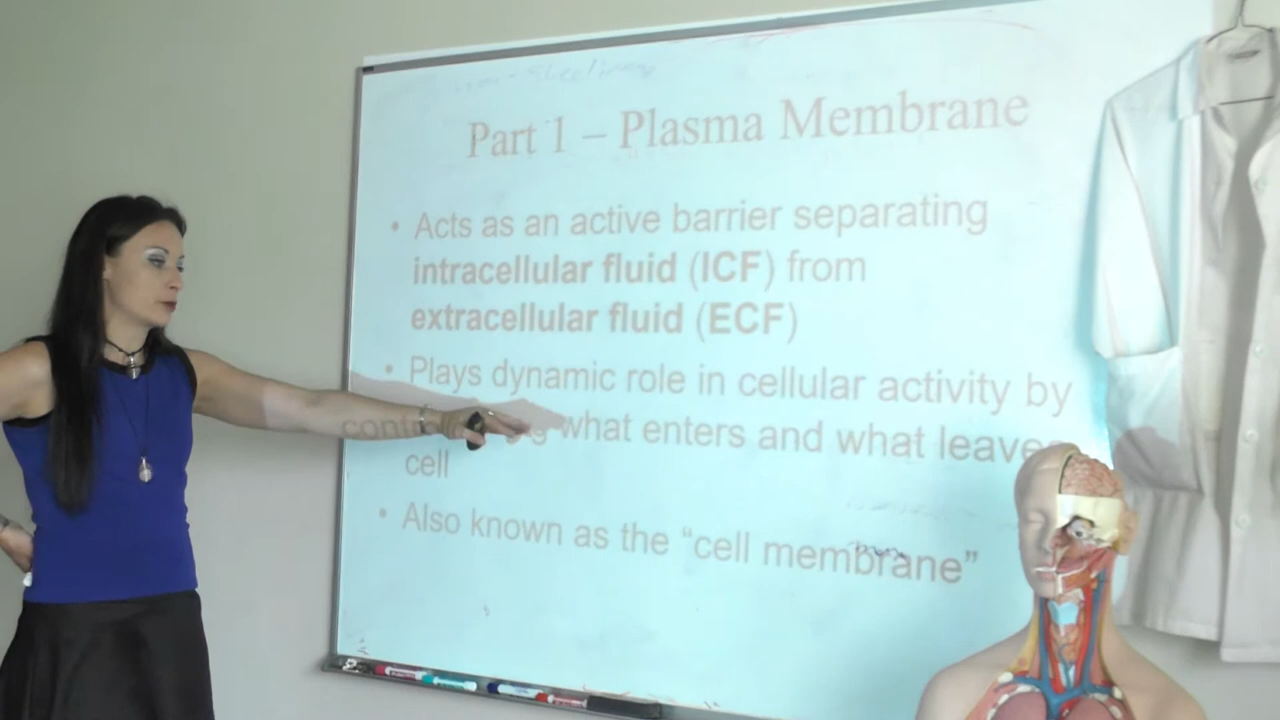 Part 1 – Plasma Membrane
• Acts as an active barrier separating
intracellular fluid (ICF) from
extracellular fluid (ECF)
• Plays dynamic role in cellular activity by
what enters and what leaves
cell
• Also known as the “cell membrane”